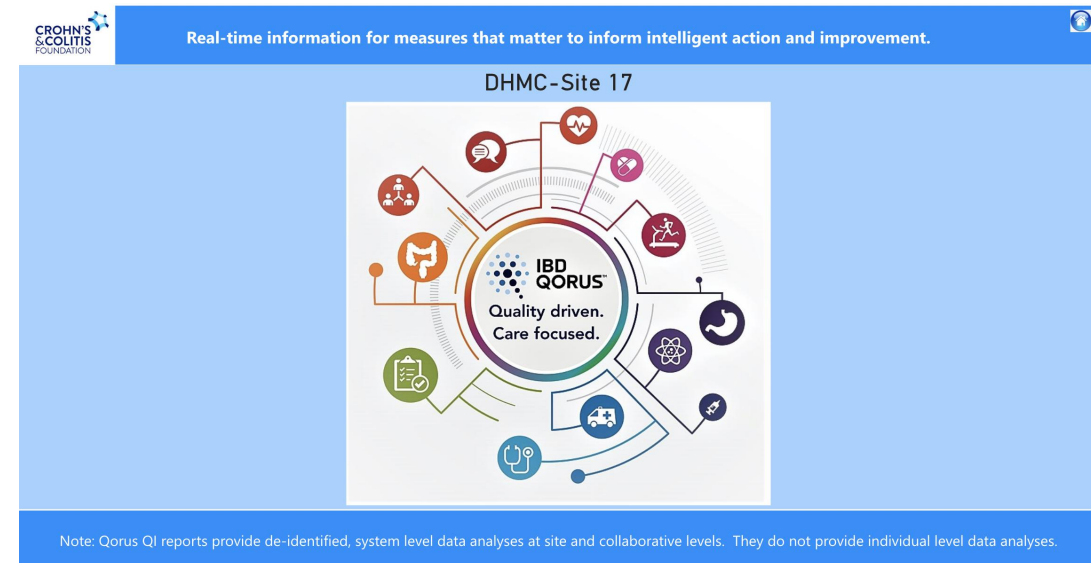 CROHN'S
&COLITIS
FOUNDATION
Real-time information for measures that matter to inform intelligent action and improvement.
DHMC-Site 17
IBD
QORUS™
Quality driven.
Care focused.
Note: Qorus QI reports provide de-identified, system level data analyses at site and collaborative levels. They do not provide individual level data analyses.